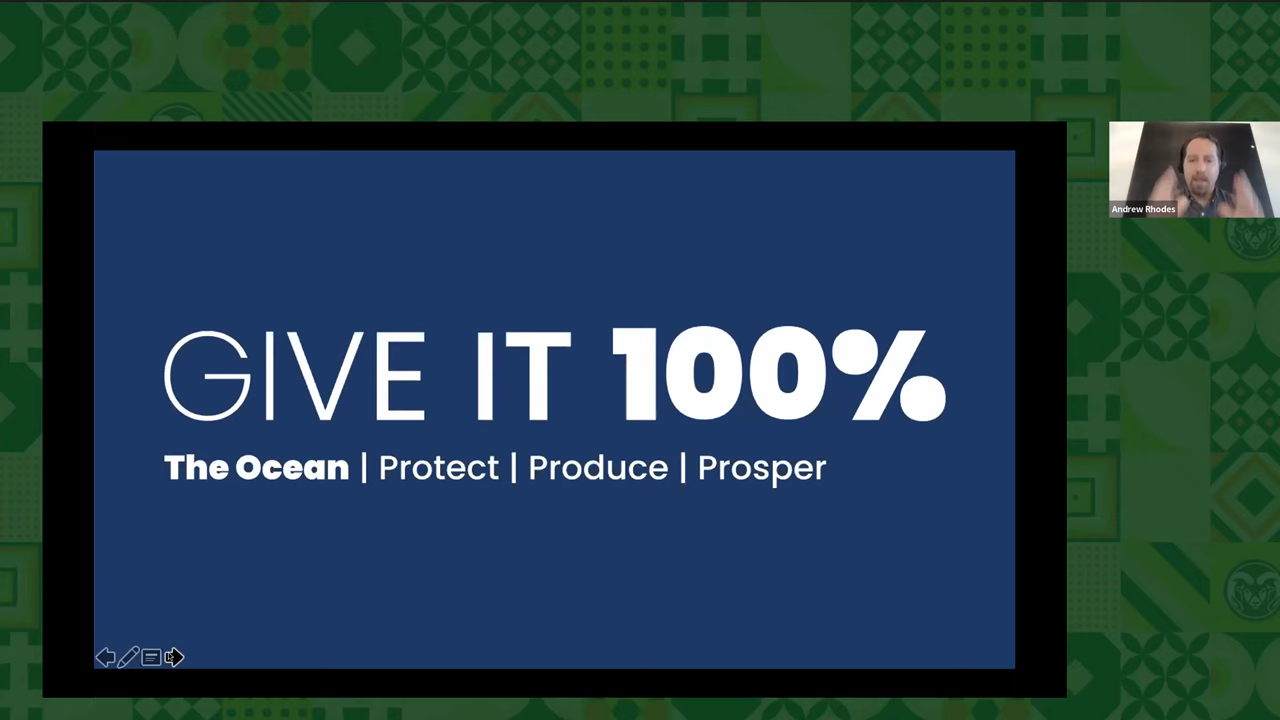 GIVE IT 100%
The Ocean | Protect | Produce | Prosper
Andrew Rhodes